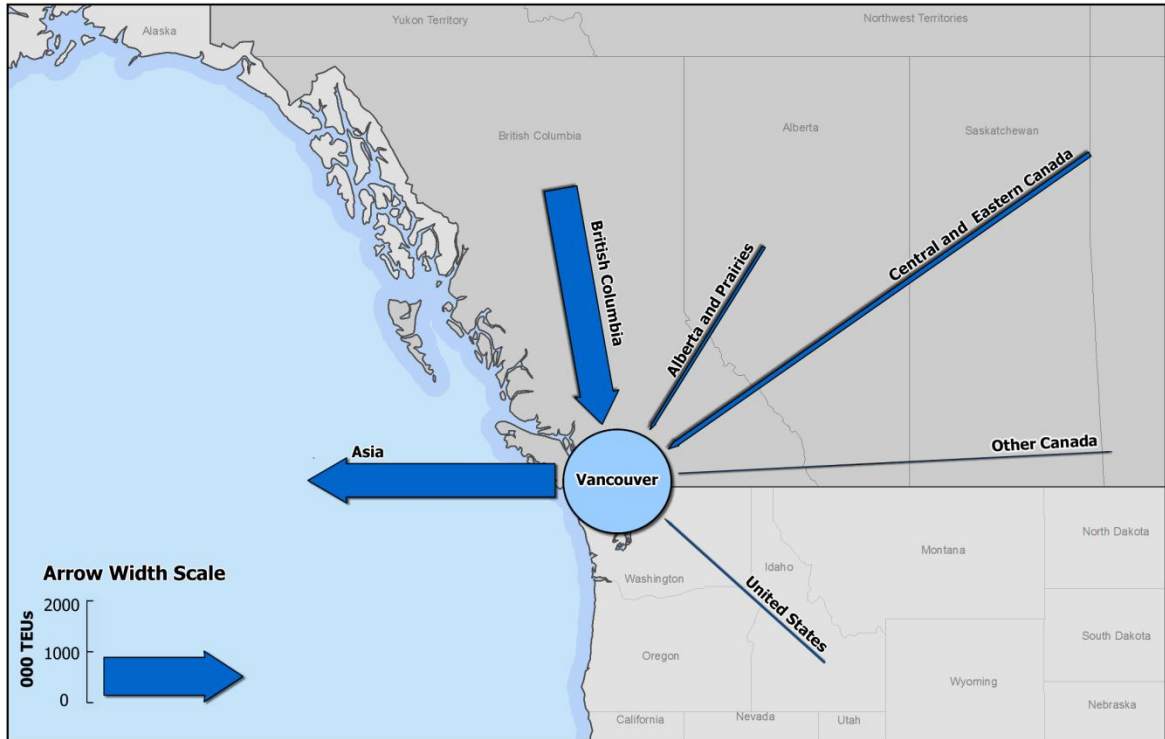 Alaska
Yukon Territory
Northwest Territories
British Columbia
Alberta
Saskatchewan
British Columbia
Alberta and Prairies
Central and Eastern Canada
Other Canada
Asia
Vancouver
United States
Arrow Width Scale
000 TEUs
2000
1000
0
Washington
Idaho
Montana
North Dakota
Oregon
South Dakota
Wyoming
Nebraska
California
Nevada
Utah